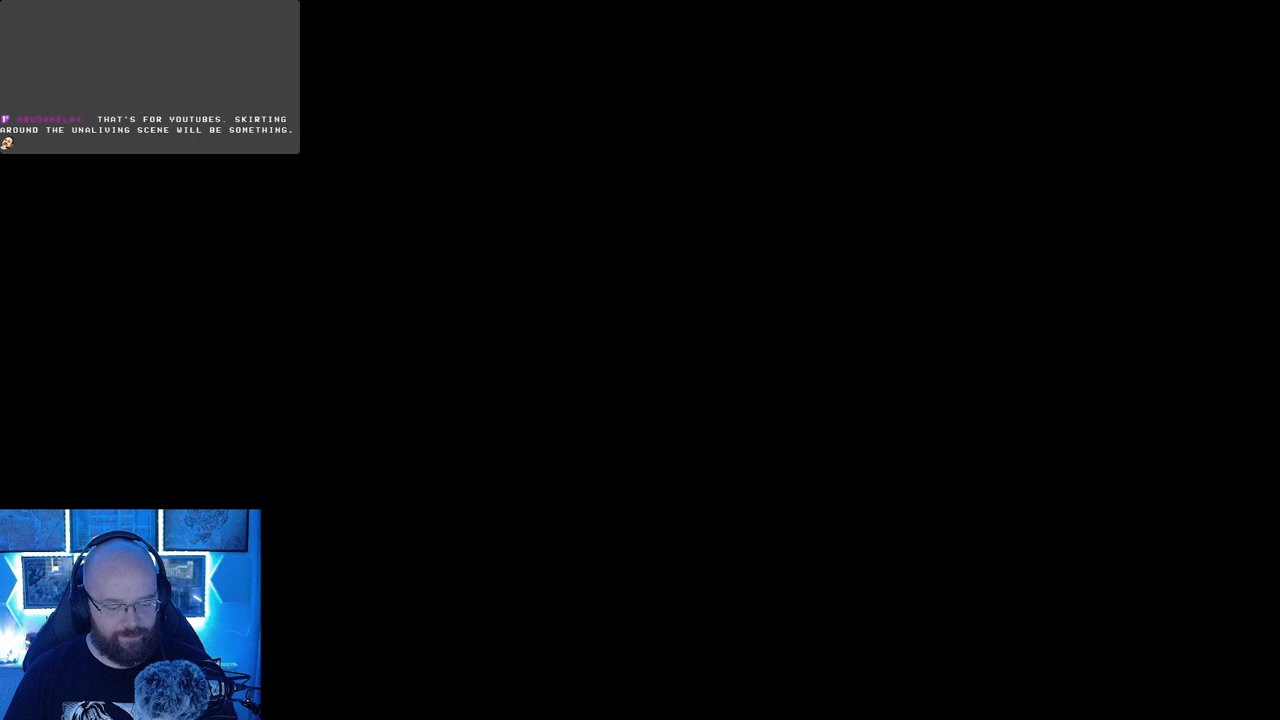 THAT'S FOR YOUTUBES. SKIRTING
AROUND THE UNALIVING SCENE WILL BE SOMETHING.